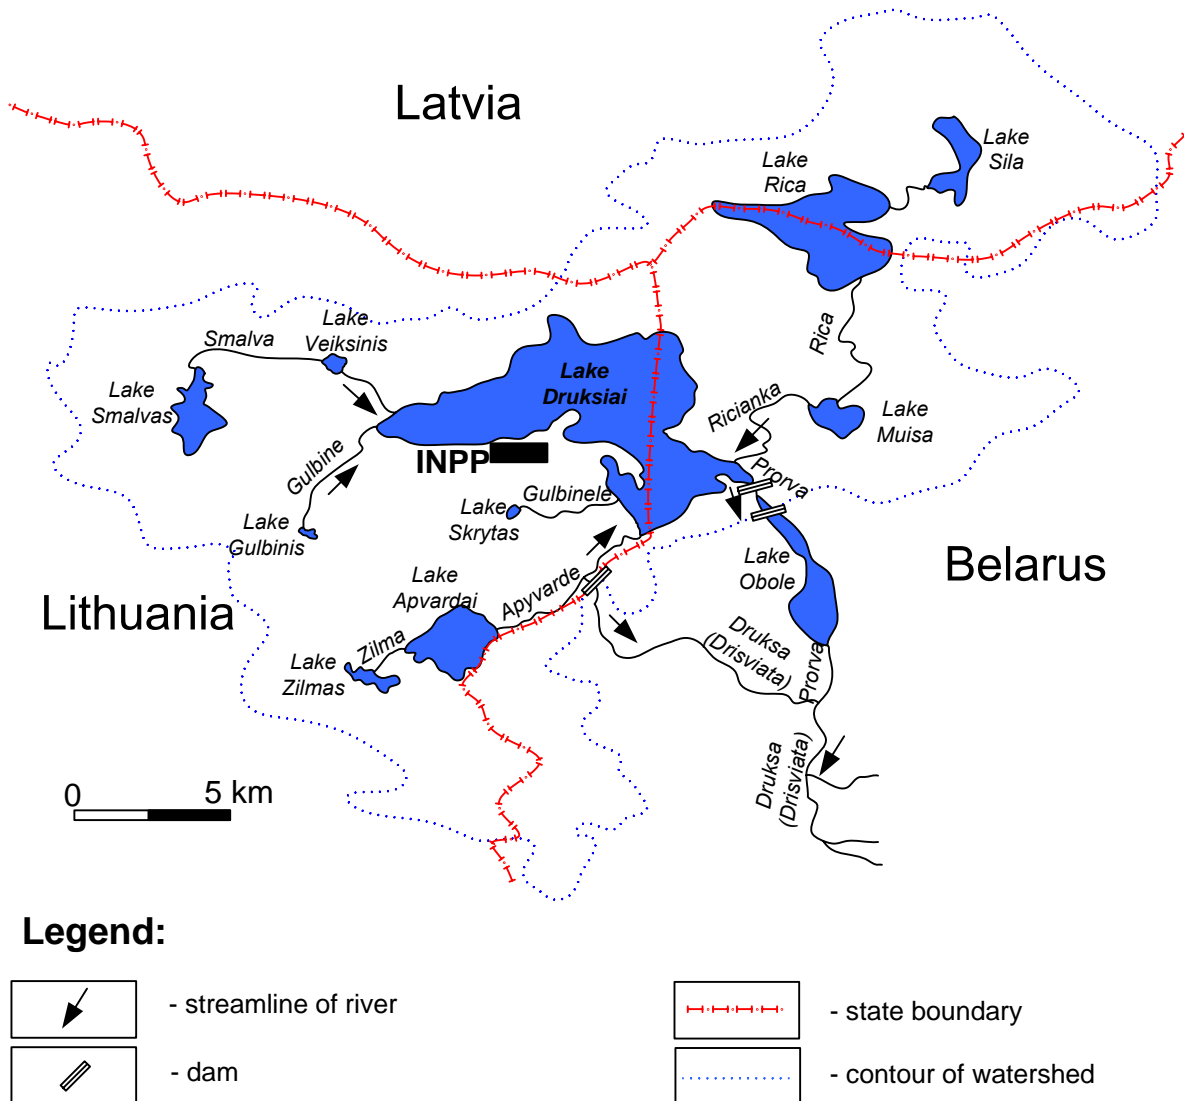 Latvia
Lake
Sila
Lake
Rica
Lake
Veiksinis
Smalva
Rica
Lake
Smalvas
Lake
Druksiai
Ricianka
Lake
Muisa
Gulbine
INPP
Prorva
Gulbinele
Lake
Skrytas
Lake
Gulbinis
Lake
Obole
Belarus
Lake
Apvardai
Apyvarde
Lithuania
Zilma
Lake
Zilmas
Druksa
(Drisviata)
Prorva
Druksa
(Drisviata)
0
5 km
Legend:
- streamline of river
- state boundary
- dam
- contour of watershed